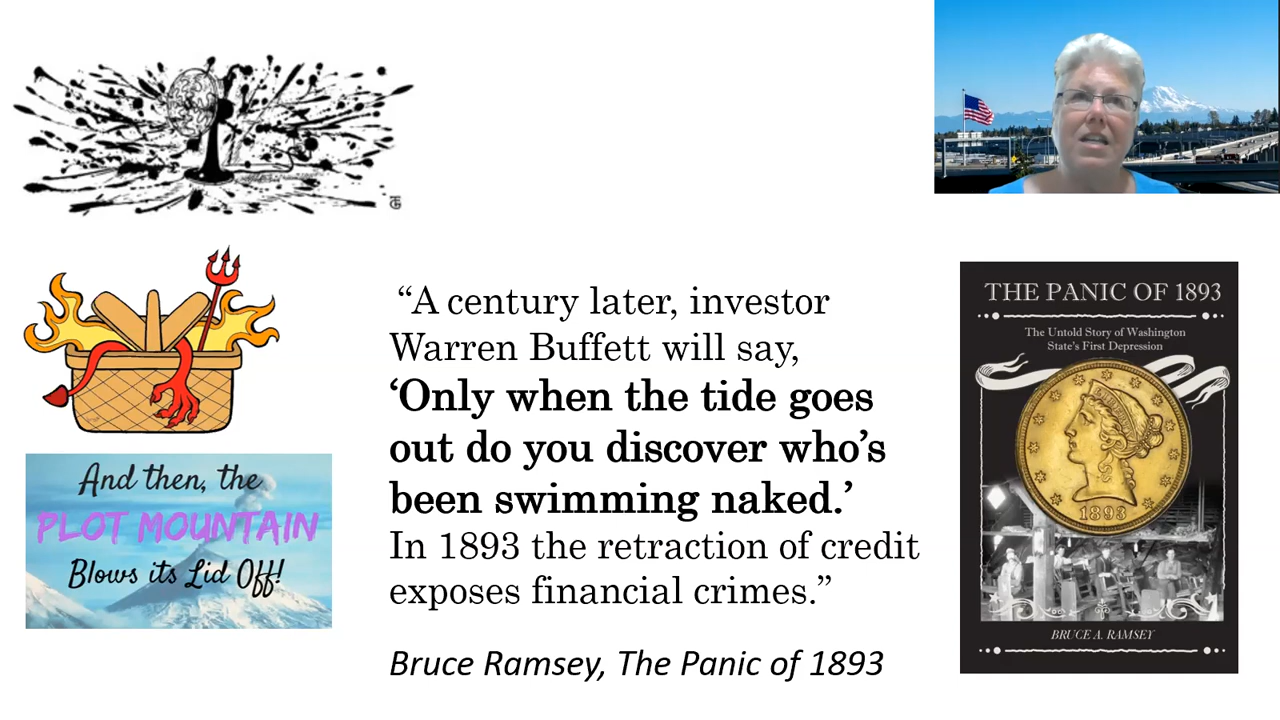 “A century later, investor
Warren Buffett will say,
‘Only when the tide goes
out do you discover who’s
been swimming naked.’
In 1893 the retraction of credit
exposes financial crimes.”
Bruce Ramsey, The Panic of 1893
And then, the
PLOT MOUNTAIN
Blows its Lid Off!
THE PANIC OF 1893
The Untold Story of Washington
State's First Depression
1893
BRUCE A. RAMSEY